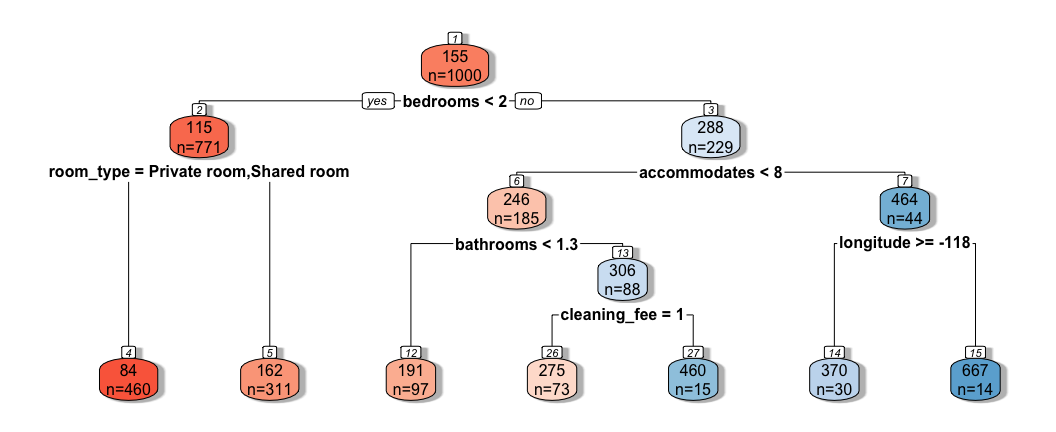 1
155
n=1000
yes bedrooms < 2 no
2
115
n=771
3
288
n=229
room_type = Private room,Shared room
accommodates < 8
6
246
n=185
7
464
n=44
bathrooms < 1.3
longitude >= -118
13
306
n=88
cleaning_fee = 1
4
84
n=460
5
162
n=311
12
191
n=97
26
275
n=73
27
460
n=15
14
370
n=30
15
667
n=14